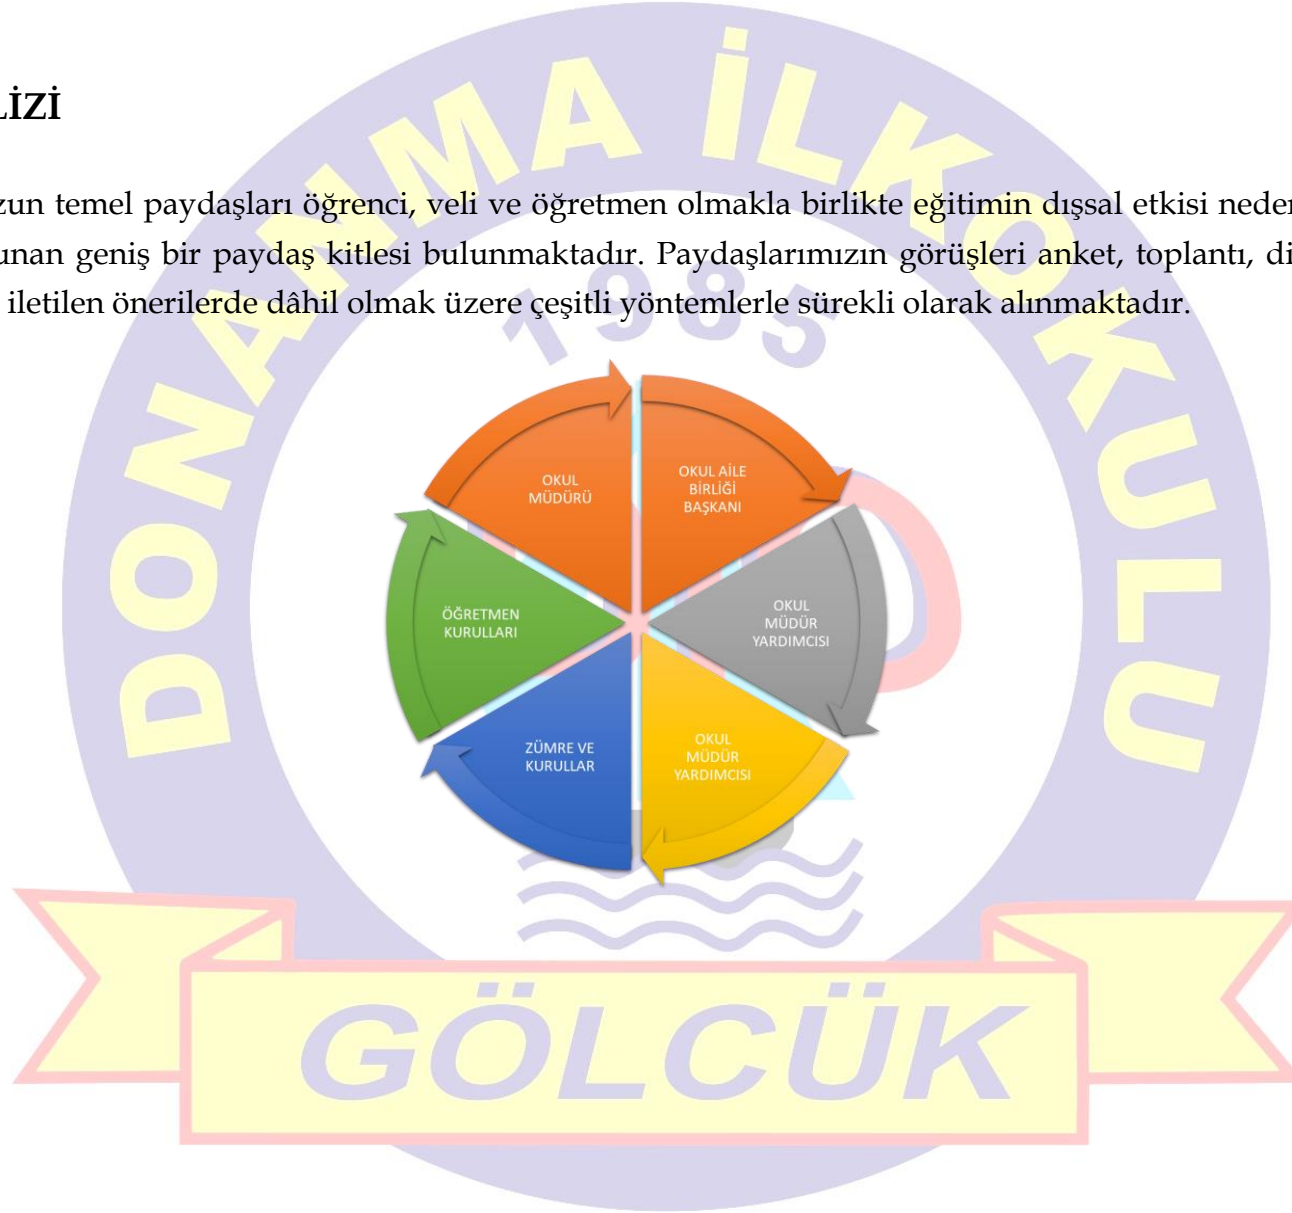 LİZİ
zun temel paydaşları öğrenci, veli ve öğretmen olmakla birlikte eğitimin dışsal etkisi neden
unan geniş bir paydaş kitlesi bulunmaktadır. Paydaşlarımızın görüşleri anket, toplantı, di
iletilen önerilerde dâhil olmak üzere çeşitli yöntemlerle sürekli olarak alınmaktadır.
DONANMA İLKOKULU
1985
OKUL
MÜDÜRÜ
OKUL AİLE
BİRLİĞİ
BAŞKANI
OKUL
MÜDÜR
YARDIMCISI
OKUL
MÜDÜR
YARDIMCISI
ZÜMRE VE
KURULLAR
ÖĞRETMEN
KURULLARI
GÖLCÜK